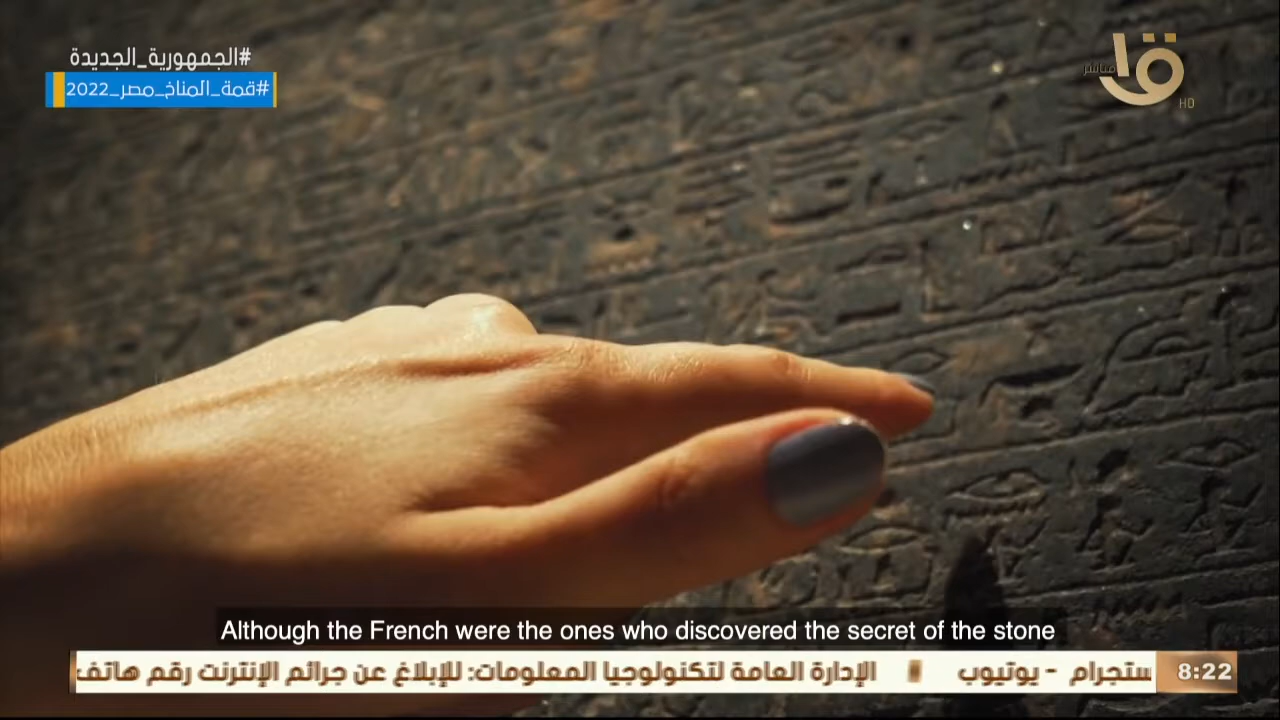 #الجمهورية_الجديدة
#قمة_المناخ_مصر_2022
مباشر
HD
Although the French were the ones who discovered the secret of the stone
ستجرام - يوتيوب الإدارة العامة لتكنولوجيا المعلومات: للإبلاغ عن جرائم الإنترنت رقم هاتف
8:22